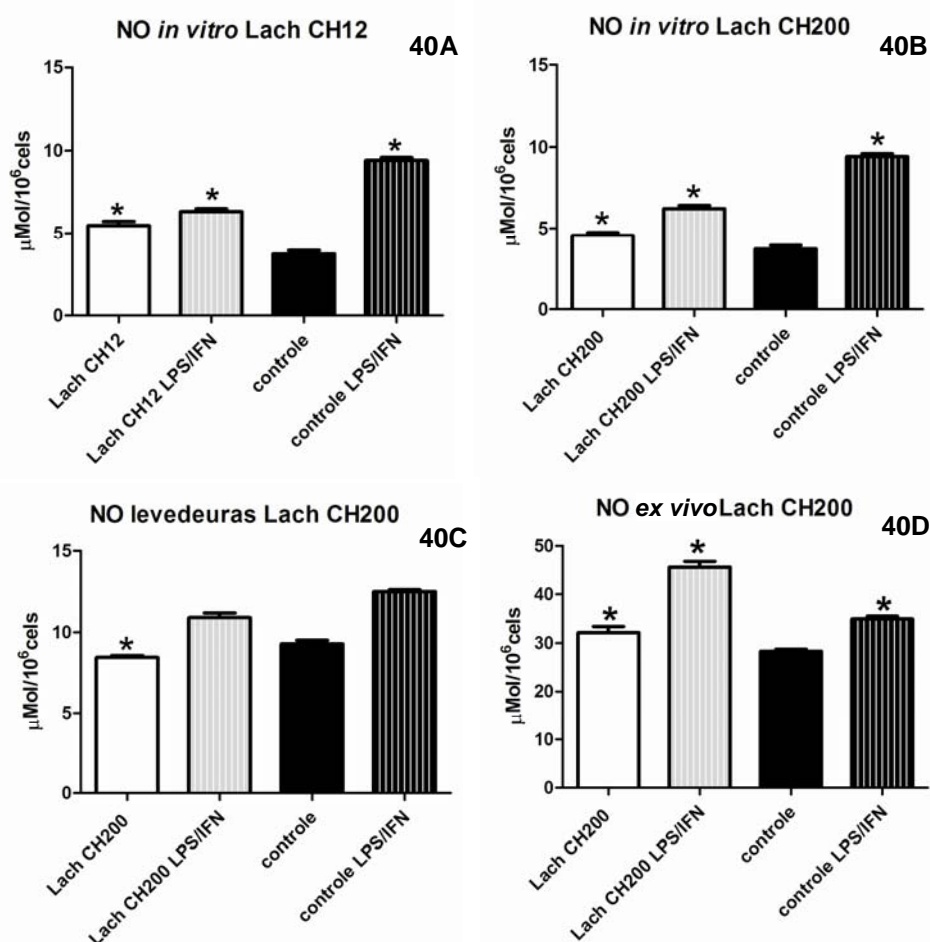 NO in vitro Lach CH12
40A
15
10
5
0
μMol/10⁶cels
*
*
*
Lach CH12
Lach CH12 LPS/IFN
controle
controle LPS/IFN
NO in vitro Lach CH200
40B
15
10
5
0
μMol/10⁶cels
*
*
*
Lach CH200
Lach CH200 LPS/IFN
controle
controle LPS/IFN
NO levedeuras Lach CH200
40C
15
10
5
0
μMol/10⁶cels
*
Lach CH200
Lach CH200 LPS/IFN
controle
controle LPS/IFN
NO ex vivoLach CH200
40D
50
40
30
20
10
0
μMol/10⁶cels
*
*
*
Lach CH200
Lach CH200 LPS/IFN
controle
controle LPS/IFN